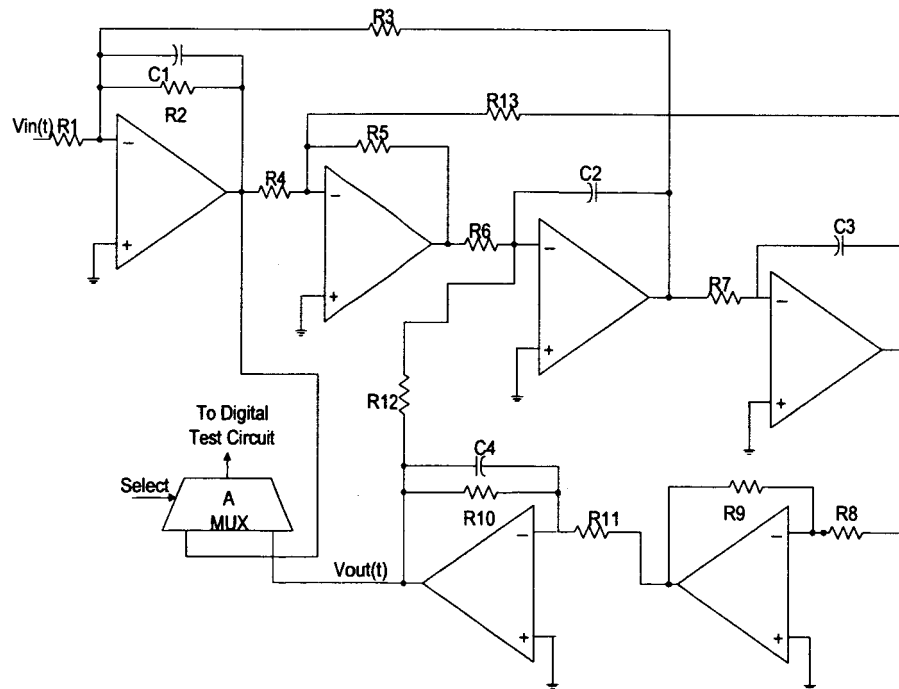 R3
C1
R13
Vin(t)
R1
R2
R5
C2
R4
R6
C3
R7
R12
To Digital
Test Circuit
C4
Select
A
MUX
R10
R11
R9
R8
Vout(t)